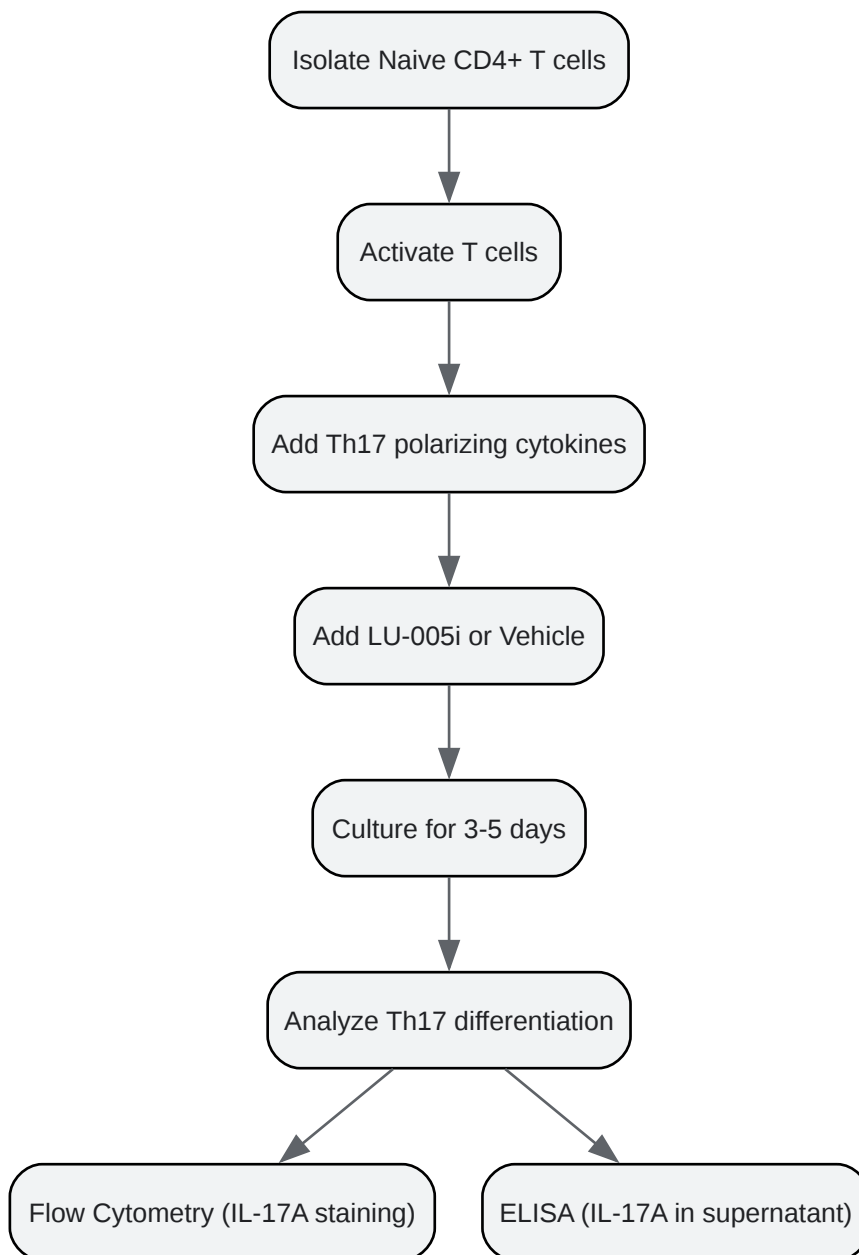 Isolate Naive CD4+ T cells
Activate T cells
Add Th17 polarizing cytokines
Add LU-005i or Vehicle
Culture for 3-5 days
Analyze Th17 differentiation
Flow Cytometry (IL-17A staining)
ELISA (IL-17A in supernatant)